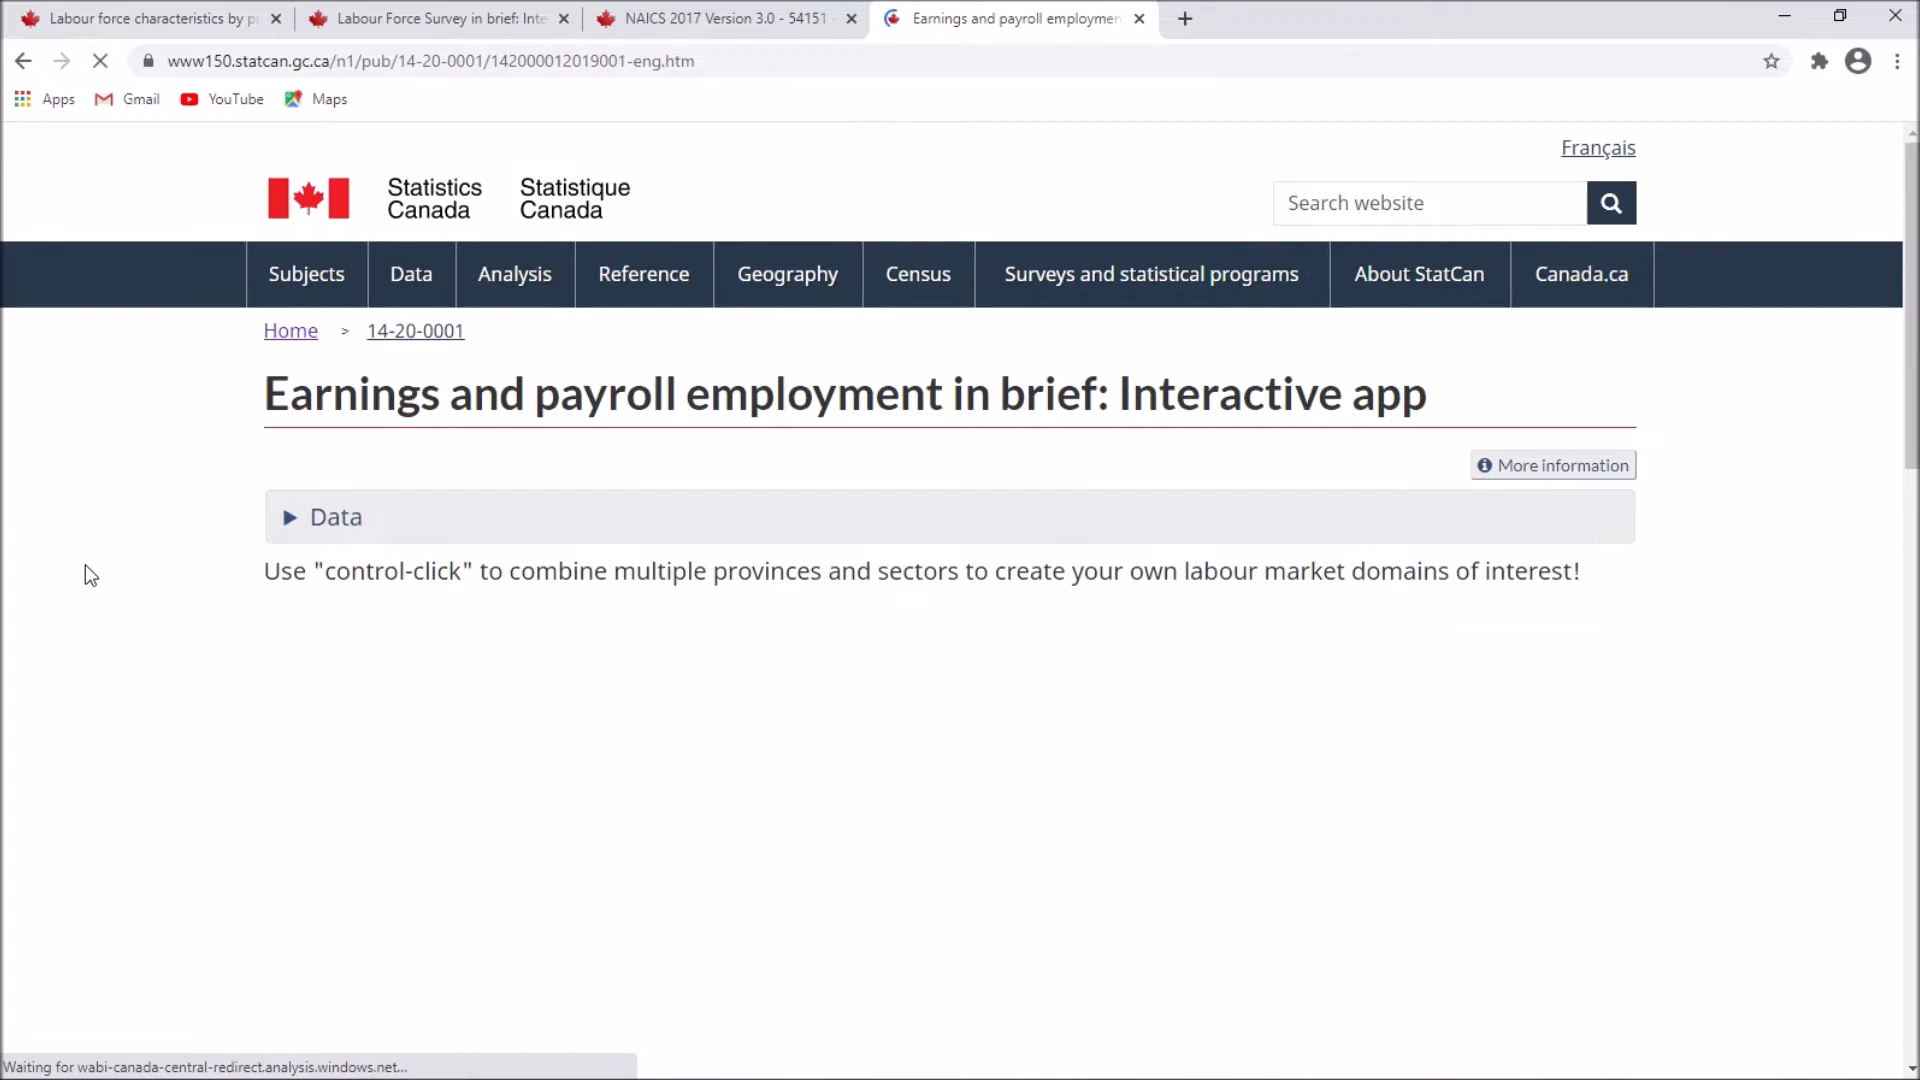 Labour force characteristics by p
Labour Force Survey in brief: Inte
NAICS 2017 Version 3.0 - 54151
Earnings and payroll employmen
www150.statcan.gc.ca/n1/pub/14-20-0001/142000012019001-eng.htm
Apps Gmail YouTube Maps
Français
Statistics Canada
Statistique Canada
Search website
Subjects Data Analysis Reference Geography Census Surveys and statistical programs About StatCan Canada.ca
Home > 14-20-0001
Earnings and payroll employment in brief: Interactive app
More information
Data
Use "control-click" to combine multiple provinces and sectors to create your own labour market domains of interest!
Waiting for wabi-canada-central-redirect.analysis.windows.net...